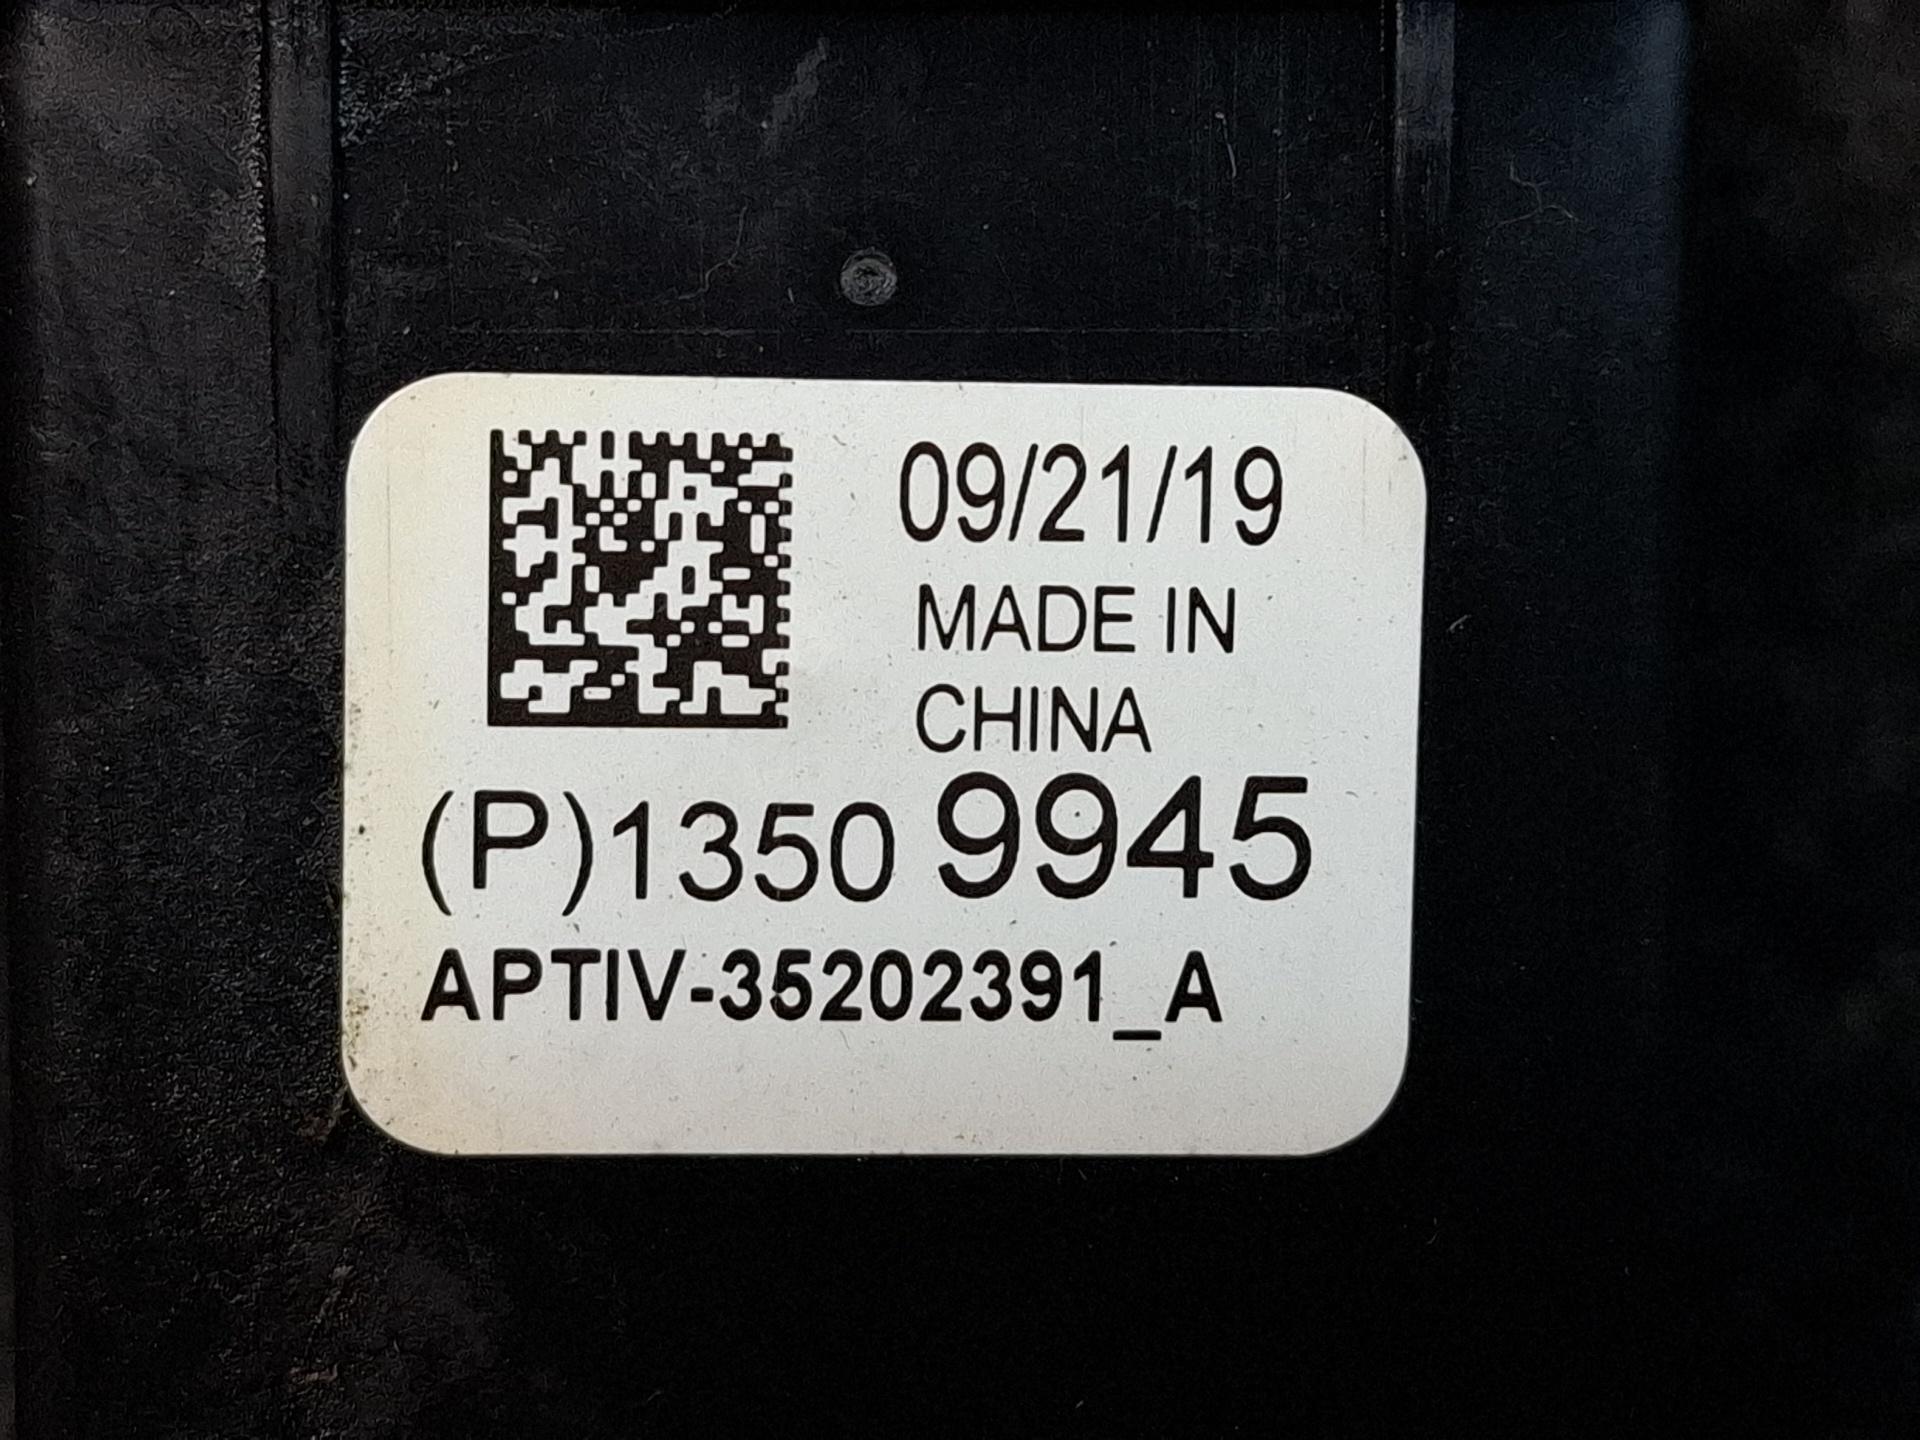 09/21/19
MADE IN
CHINA
(P)1350 9945
APTIV-35202391_A